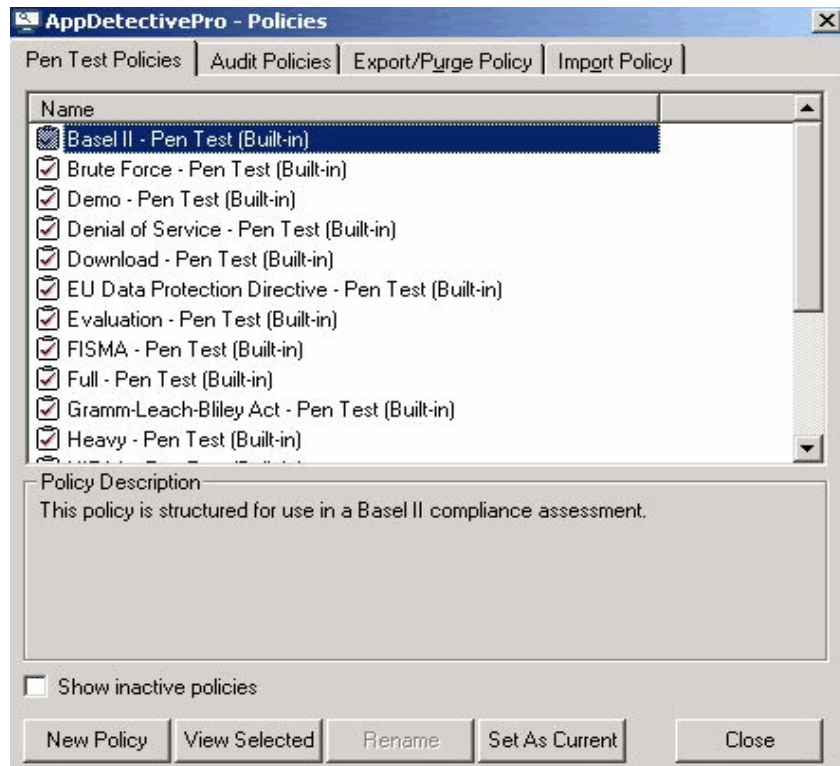 AppDetectivePro - Policies
Pen Test Policies Audit Policies Export/Purge Policy Import Policy
Name
Basel II - Pen Test (Built-in)
Brute Force - Pen Test (Built-in)
Demo - Pen Test (Built-in)
Denial of Service - Pen Test (Built-in)
Download - Pen Test (Built-in)
EU Data Protection Directive - Pen Test (Built-in)
Evaluation - Pen Test (Built-in)
FISMA - Pen Test (Built-in)
Full - Pen Test (Built-in)
Gramm-Leach-Bliley Act - Pen Test (Built-in)
Heavy - Pen Test (Built-in)
Policy Description
This policy is structured for use in a Basel II compliance assessment.
Show inactive policies
New Policy View Selected Rename Set As Current Close